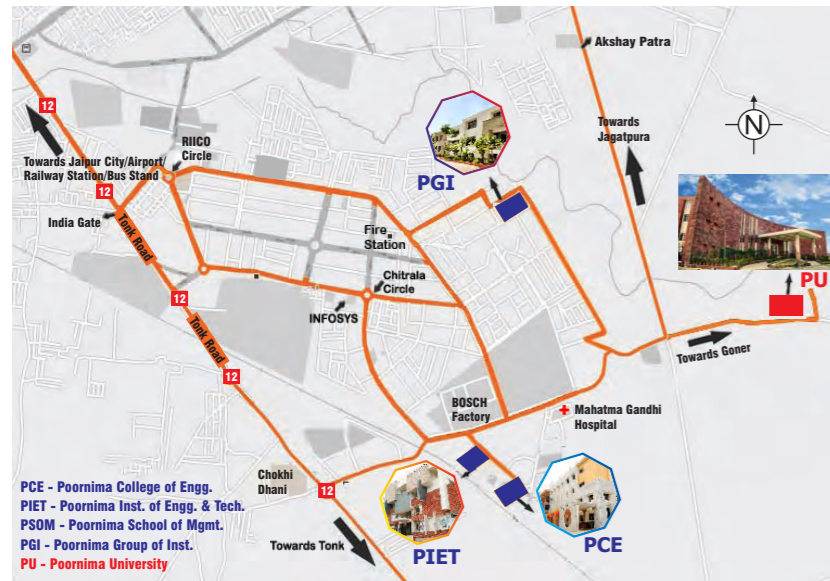 Akshay Patra
12
Towards
Jagatpura
N
RIICO
Circle
Towards Jaipur City/Airport/
Railway Station/Bus Stand
12
PGI
India Gate
Tonk Road
Fire
Station
PU
Chitrala
Circle
12
INFOSYS
Tonk Road
Towards Goner
12
BOSCH
Factory
Mahatma Gandhi
Hospital
Chokhi
Dhani
12
PCE - Poornima College of Engg.
PIET - Poornima Inst. of Engg. & Tech.
PSOM - Poornima School of Mgmt.
PGI - Poornima Group of Inst.
PU - Poornima University
Towards Tonk
PIET
PCE